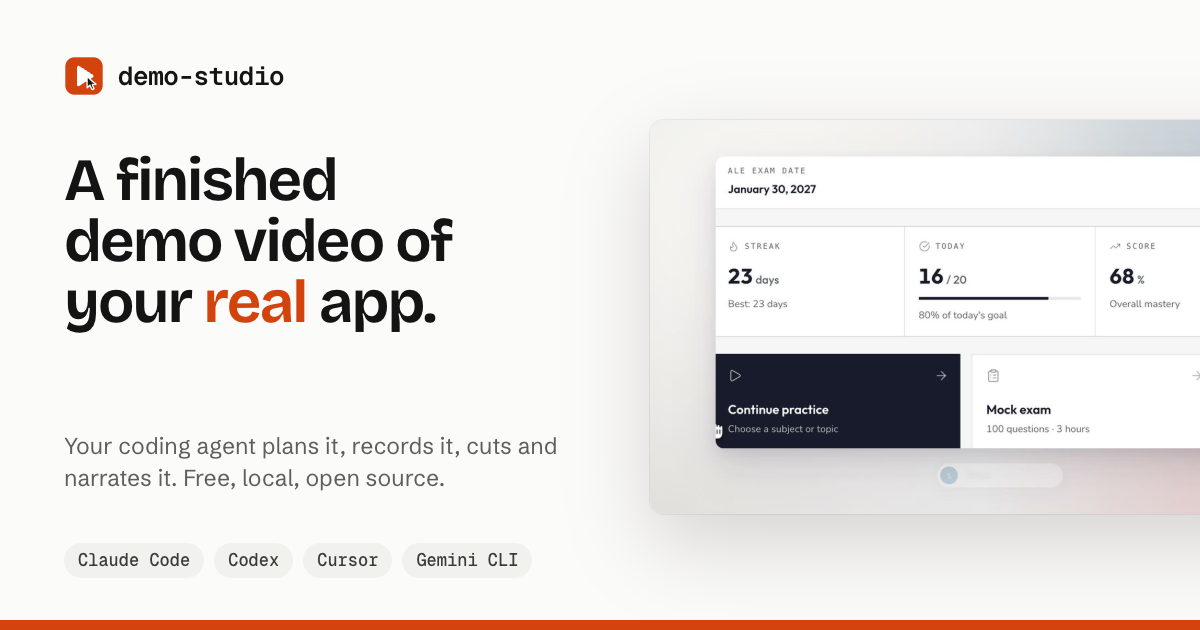 demo-studio
A finished
demo video of
your real app.
Your coding agent plans it, records it, cuts and
narrates it. Free, local, open source.
Claude Code
Codex
Cursor
Gemini CLI
ALE EXAM DATE
January 30, 2027
STREAK
23 days
Best: 23 days
TODAY
16 / 20
80% of today's goal
SCORE
68 %
Overall mastery
Continue practice
Choose a subject or topic
Mock exam
100 questions · 3 hours